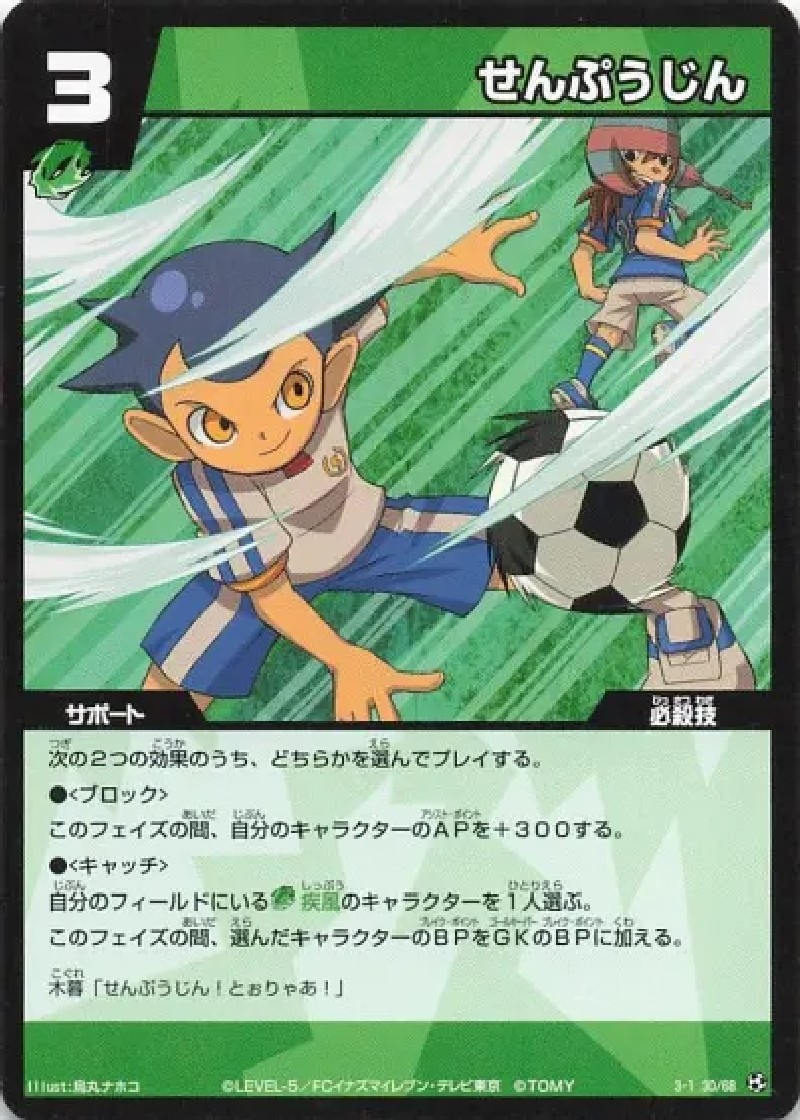 3
せんぷうじん
サポート
必殺技
次の2つの効果のうち、どちらかを選んでプレイする。
●<ブロック>
このフェイズの間、自分のキャラクターのAPを+300する。
●<キャッチ>
自分のフィールドにいる疾風のキャラクターを1人選ぶ。
このフェイズの間、選んだキャラクターのBPをGKのBPに加える。
木暮「せんぷうじん!とぉりゃあ!」
Illust:烏丸ナホコ ©LEVEL-5/FCイナズマイレブン・テレビ東京 ©TOMY 3-1 30/68